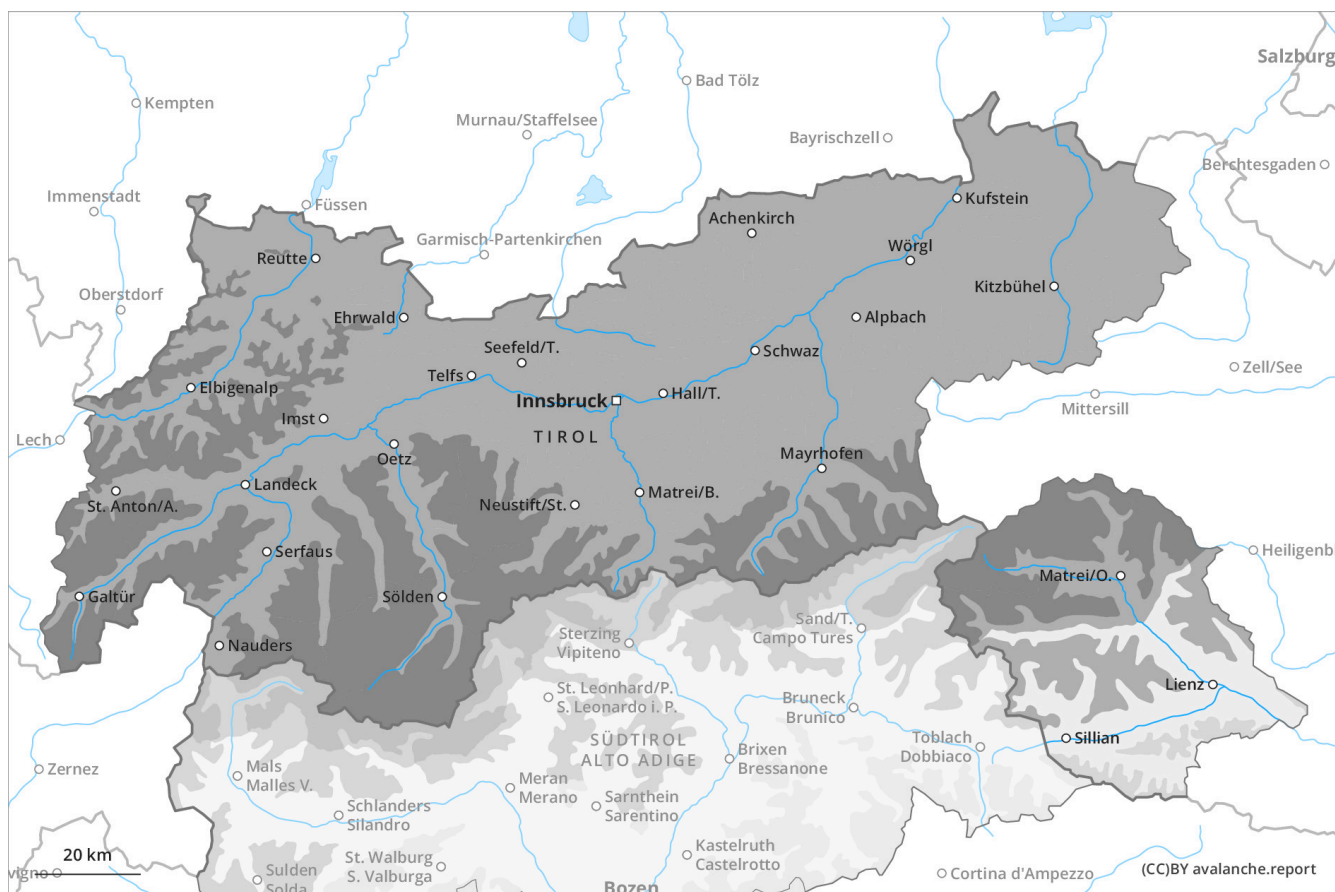 Salzburg
Bad Tölz
Kempten
Murnau/Staffelsee
Bayrischzell
Berchtesgaden
Immenstadt
Füssen
Kufstein
Achenkirch
Garmisch-Partenkirchen
Wörgl
Reutte
Kitzbühel
Oberstdorf
Ehrwald
Alpbach
Seefeld/T.
Schwaz
Zell/See
Telfs
Elbigenalp
Innsbruck
Hall/T.
Mittersill
Imst
TIROL
Lech
Oetz
Mayrhofen
Landeck
Matrei/B.
St. Anton/A.
Neustift/St.
Serfaus
Heiligenb
Matrei/O.
Galtür
Sölden
Sand/T.
Campo Tures
Sterzing
Vipiteno
Nauders
Lienz
St. Leonhard/P.
S. Leonardo i. P.
Bruneck
Brunico
SÜDTIROL
ALTO ADIGE
Sillian
Toblach
Dobbiaco
Brixen
Bressanone
Zernez
Mals
Malles V.
Meran
Merano
Sarnthein
Sarentino
Schlanders
Silandro
Kastelruth
Castelrotto
20 km
St. Walburg
S. Valburga
vigno
Sulden
Solda
Cortina d'Ampezzo
(CC)BY avalanche.report
Bozen